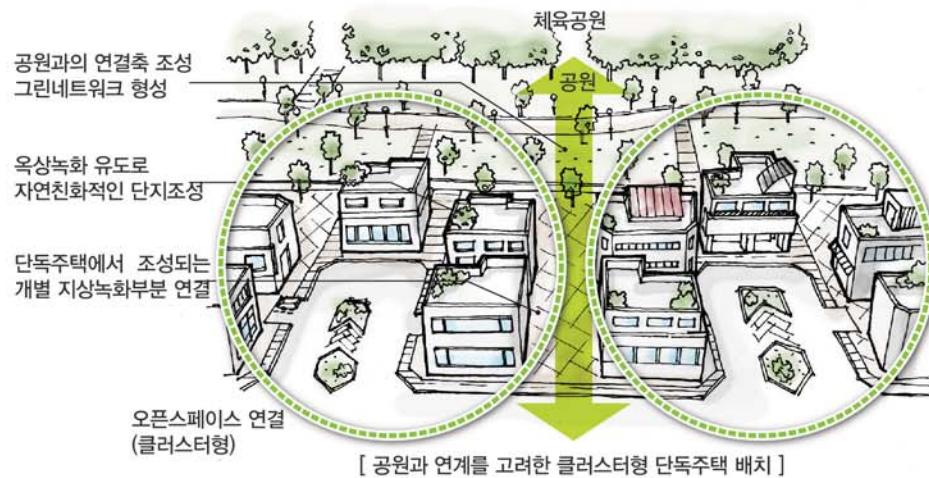 체육공원
공원과의 연결축 조성
그린네트워크 형성
공원
옥상녹화 유도로
자연친화적인 단지조성
단독주택에서 조성되는
개별 지상녹화부분 연결
오픈스페이스 연결
(클러스터형)
[ 공원과 연계를 고려한 클러스터형 단독주택 배치 ]